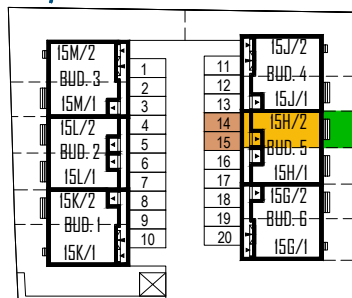 15M/2
BUD. 3
15M/1
15L/2
BUD. 2
15L/1
15K/2
BUD. 1
15K/1
1
2
3
4
5
6
7
8
9
10
11
12
13
14
15
16
17
18
19
20
15J/2
BUD. 4
15J/1
15H/2
BUD. 5
15H/1
15G/2
BUD. 6
15G/1